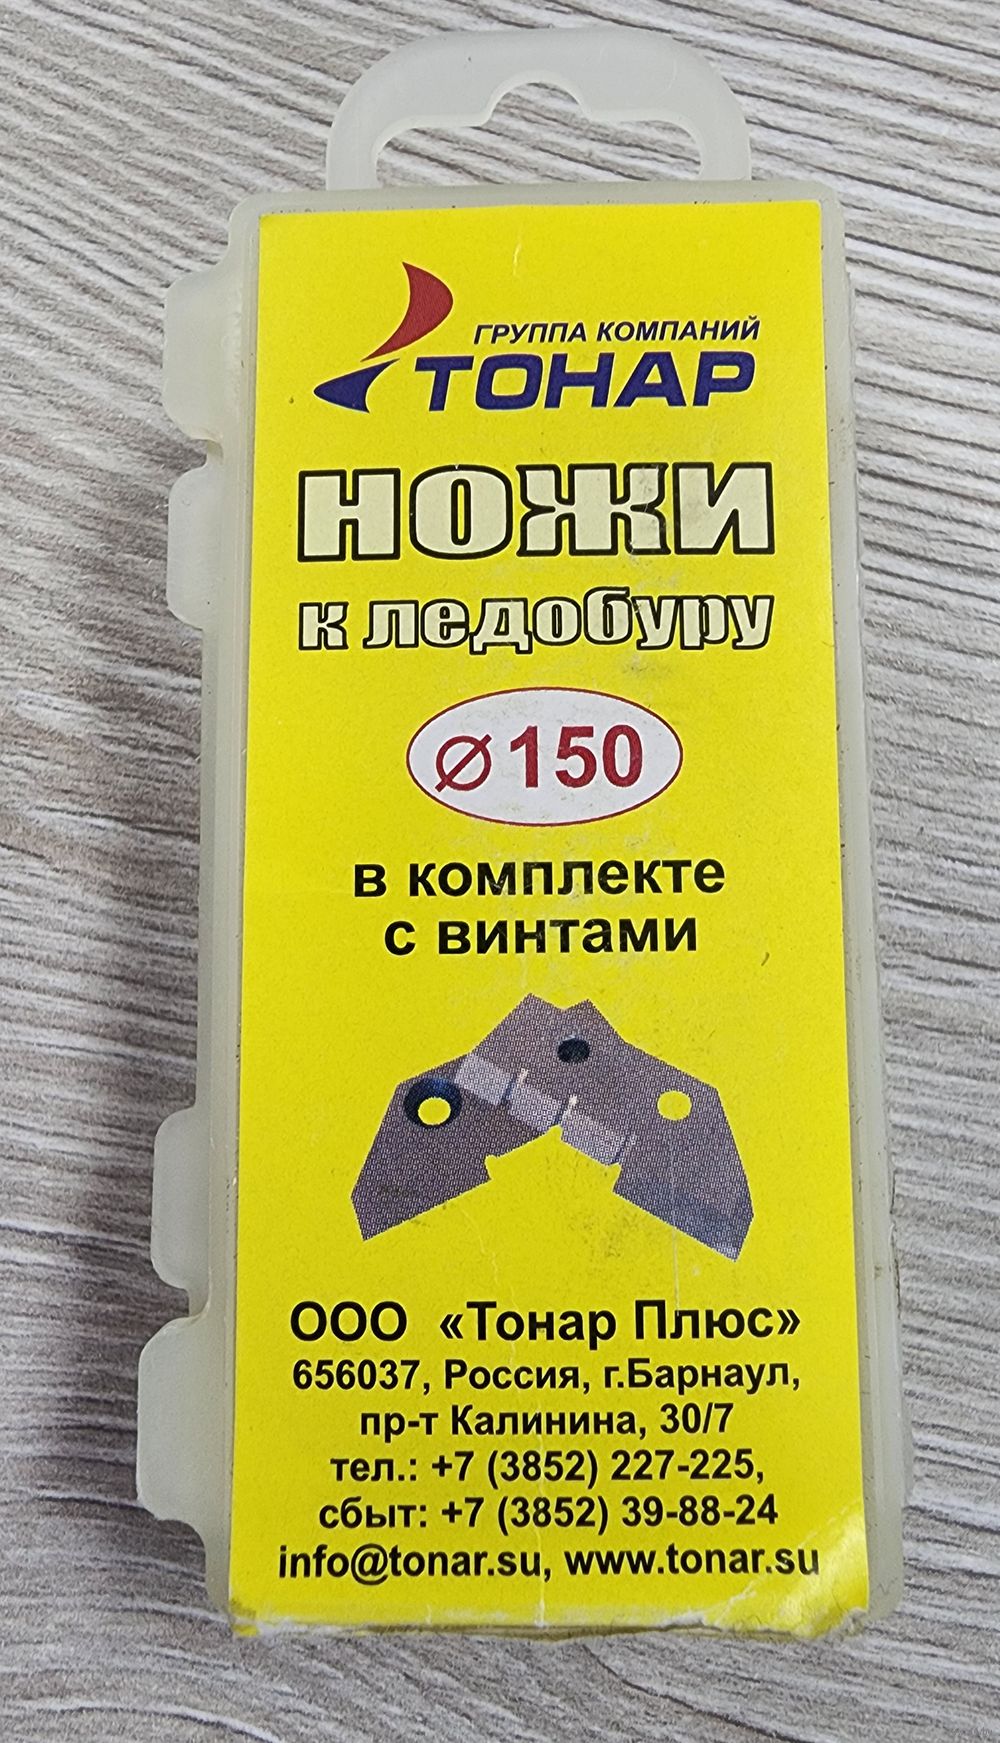 ГРУППА КОМПАНИЙ
ТОНАР
НОЖИ
к ледобуру
⌀150
в комплекте
с винтами
ООО «Тонар Плюс»
656037, Россия, г.Барнаул,
пр-т Калинина, 30/7
тел.: +7 (3852) 227-225,
сбыт: +7 (3852) 39-88-24
info@tonar.su, www.tonar.su